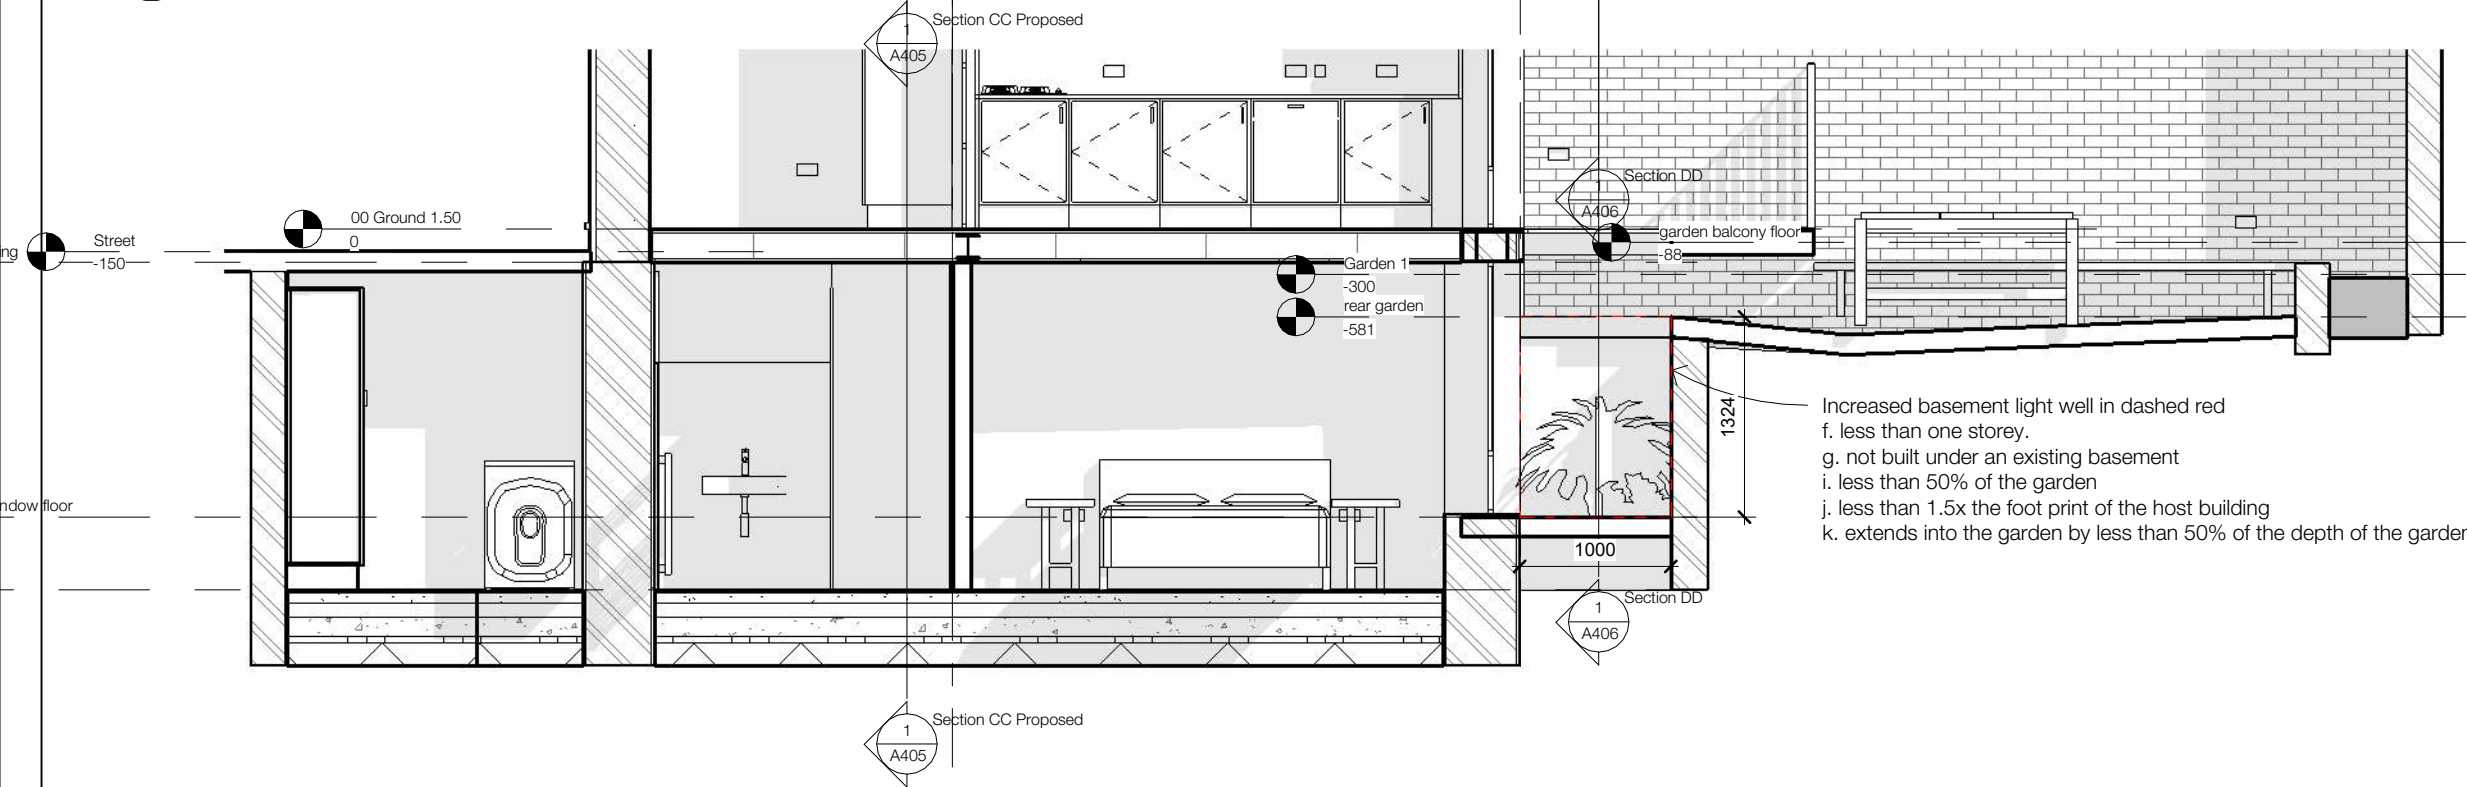 1
A405
Section CC Proposed
Section DD
1
A406
00 Ground 1.50
0
Street
-150
garden balcony floor
-88
Garden 1
-300
rear garden
-581
1324
Increased basement light well in dashed red
f. less than one storey.
g. not built under an existing basement
i. less than 50% of the garden
j. less than 1.5x the foot print of the host building
k. extends into the garden by less than 50% of the depth of the garden
floor
1000
Section DD
1
A406
Section CC Proposed
1
A405